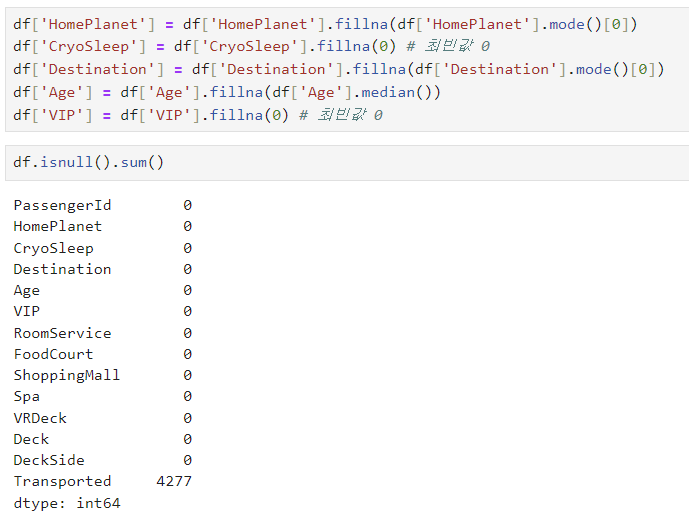 df['HomePlanet'] = df['HomePlanet'].fillna(df['HomePlanet'].mode()[0])
df['CryoSleep'] = df['CryoSleep'].fillna(0) # 최빈값 0
df['Destination'] = df['Destination'].fillna(df['Destination'].mode()[0])
df['Age'] = df['Age'].fillna(df['Age'].median())
df['VIP'] = df['VIP'].fillna(0) # 최빈값 0
df.isnull().sum()
PassengerId 0
HomePlanet 0
CryoSleep 0
Destination 0
Age 0
VIP 0
RoomService 0
FoodCourt 0
ShoppingMall 0
Spa 0
VRDeck 0
Deck 0
DeckSide 0
Transported 4277
dtype: int64